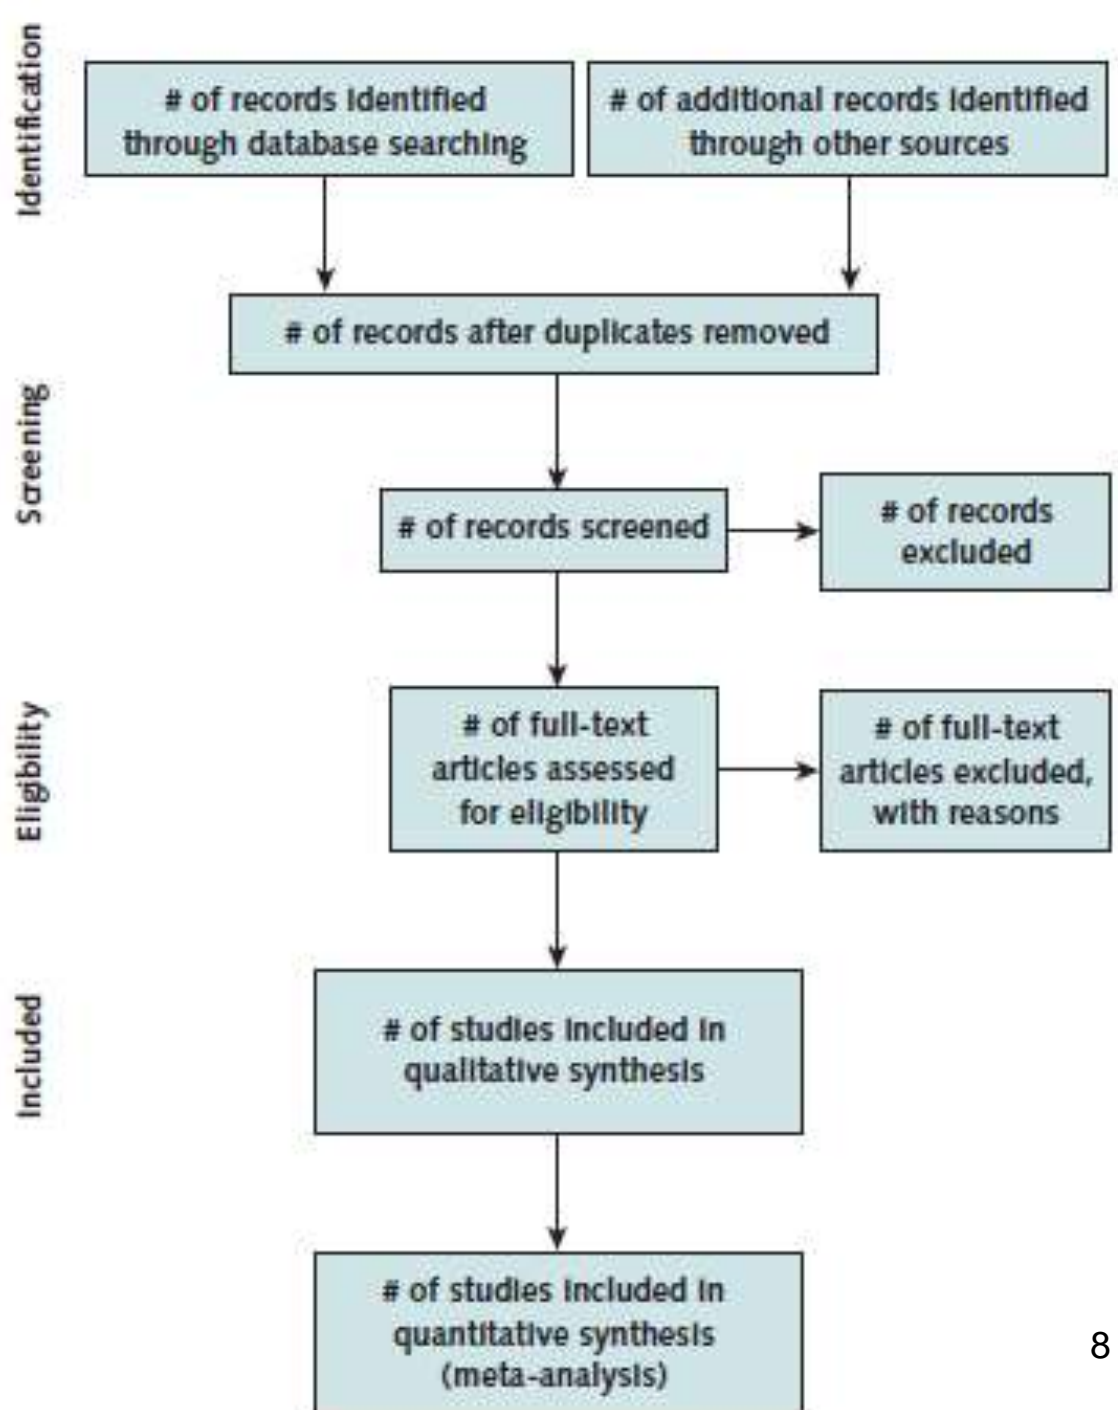 Identification
# of records identified
through database searching
# of additional records identified
through other sources
# of records after duplicates removed
Screening
# of records screened
# of records
excluded
Eligibility
# of full-text
articles assessed
for eligibility
# of full-text
articles excluded,
with reasons
Included
# of studies included in
qualitative synthesis
# of studies included in
quantitative synthesis
(meta-analysis)
8